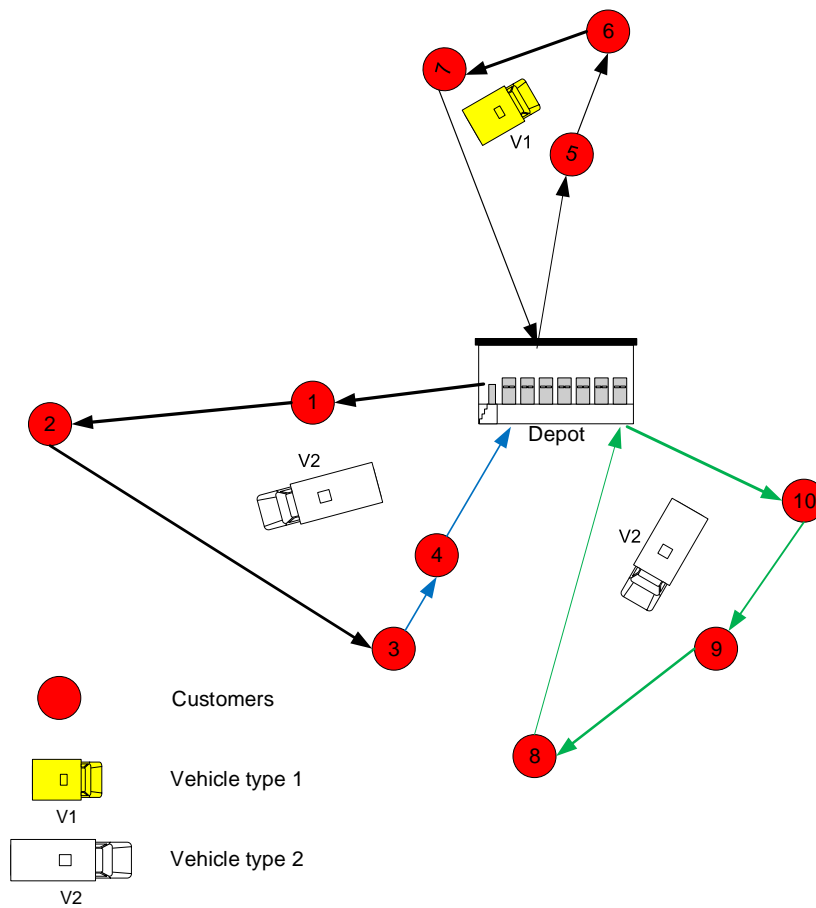 6
7
V1
5
1
2
Depot
V2
10
V2
4
3
9
8
Customers
Vehicle type 1
V1
Vehicle type 2
V2